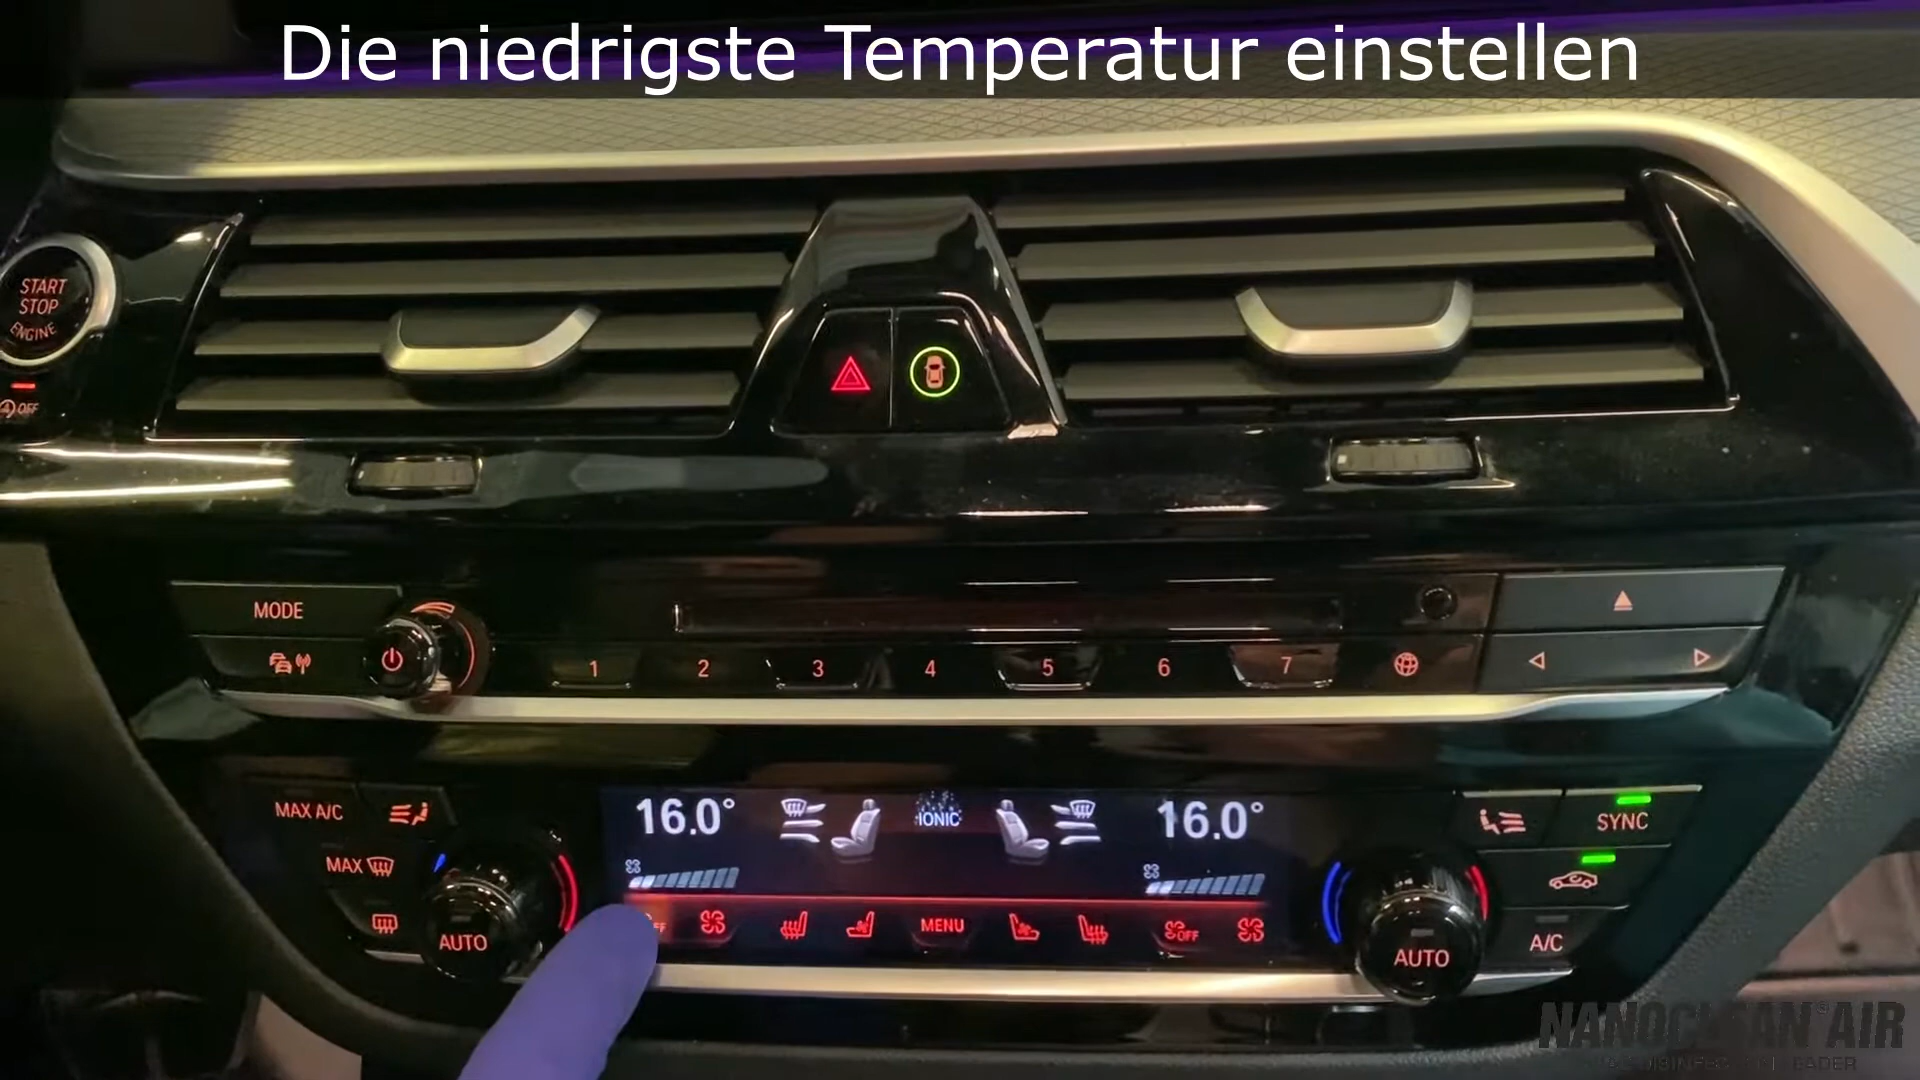 Die niedrigste Temperatur einstellen
START
STOP
ENGINE
OFF
MODE
1 2 3 4 5 6 7
MAX A/C
16.0°
IONIC
16.0°
SYNC
MAX
AUTO
MENU
OFF
AUTO
A/C
NANOCLEAN AIR